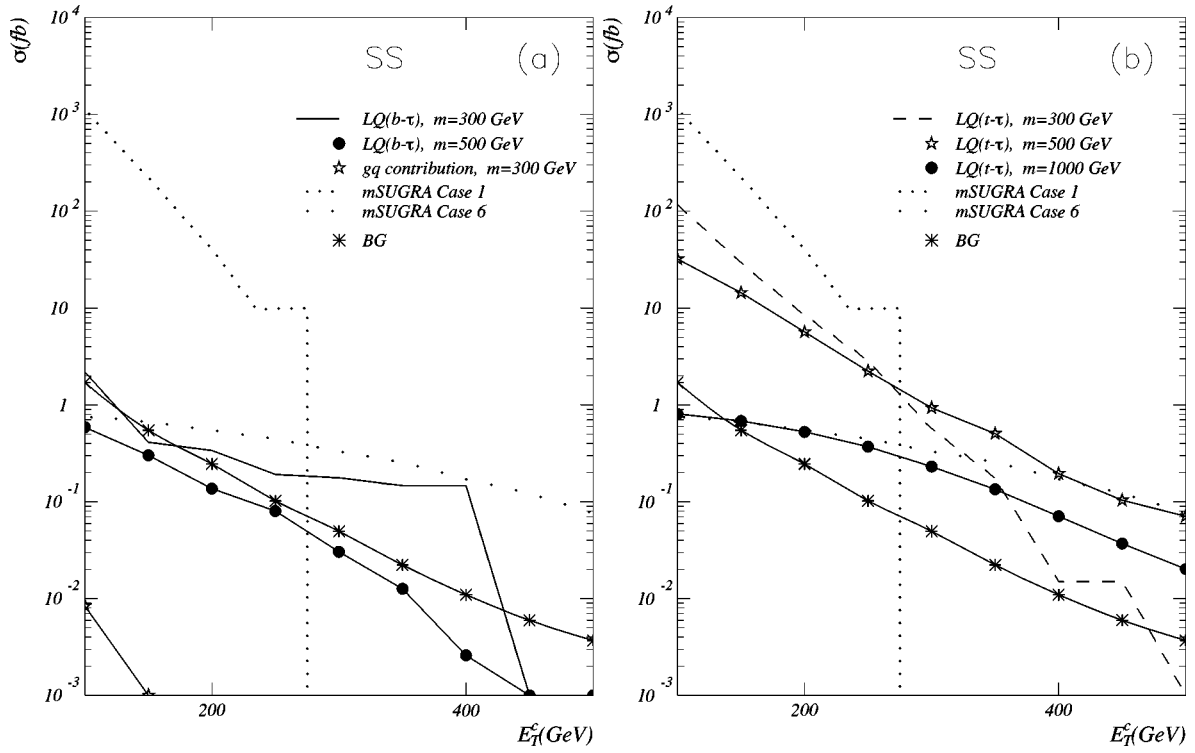 σ(fb)
10 4
10 3
10 2
10
1
10 -1
10 -2
10 -3
200
400
E_T^c(GeV)
SS
(a)
LQ(b-τ), m=300 GeV
LQ(b-τ), m=500 GeV
gq contribution, m=300 GeV
mSUGRA Case 1
mSUGRA Case 6
BG
σ(fb)
10 4
10 3
10 2
10
1
10 -1
10 -2
10 -3
200
400
E_T^c(GeV)
SS
(b)
LQ(t-τ), m=300 GeV
LQ(t-τ), m=500 GeV
LQ(t-τ), m=1000 GeV
mSUGRA Case 1
mSUGRA Case 6
BG